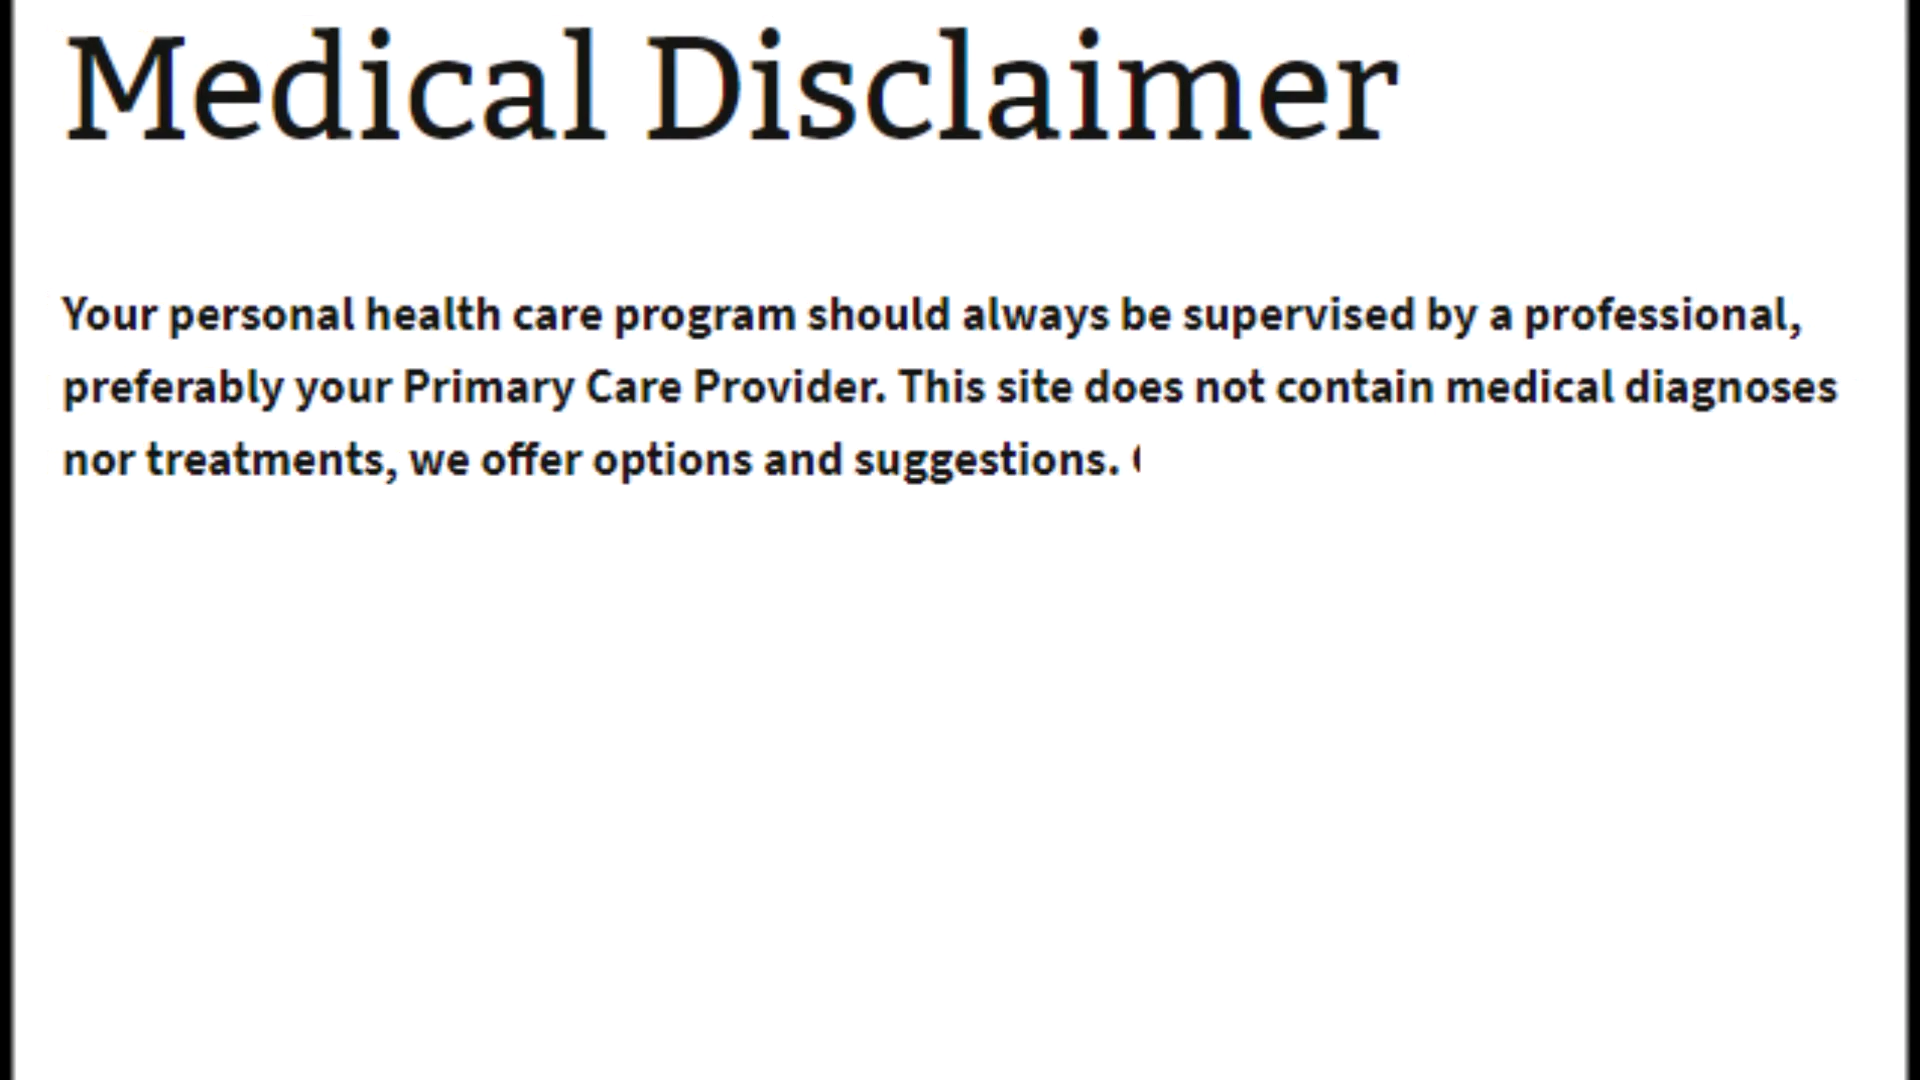 Medical Disclaimer
Your personal health care program should always be supervised by a professional,
preferably your Primary Care Provider. This site does not contain medical diagnoses
nor treatments, we offer options and suggestions.